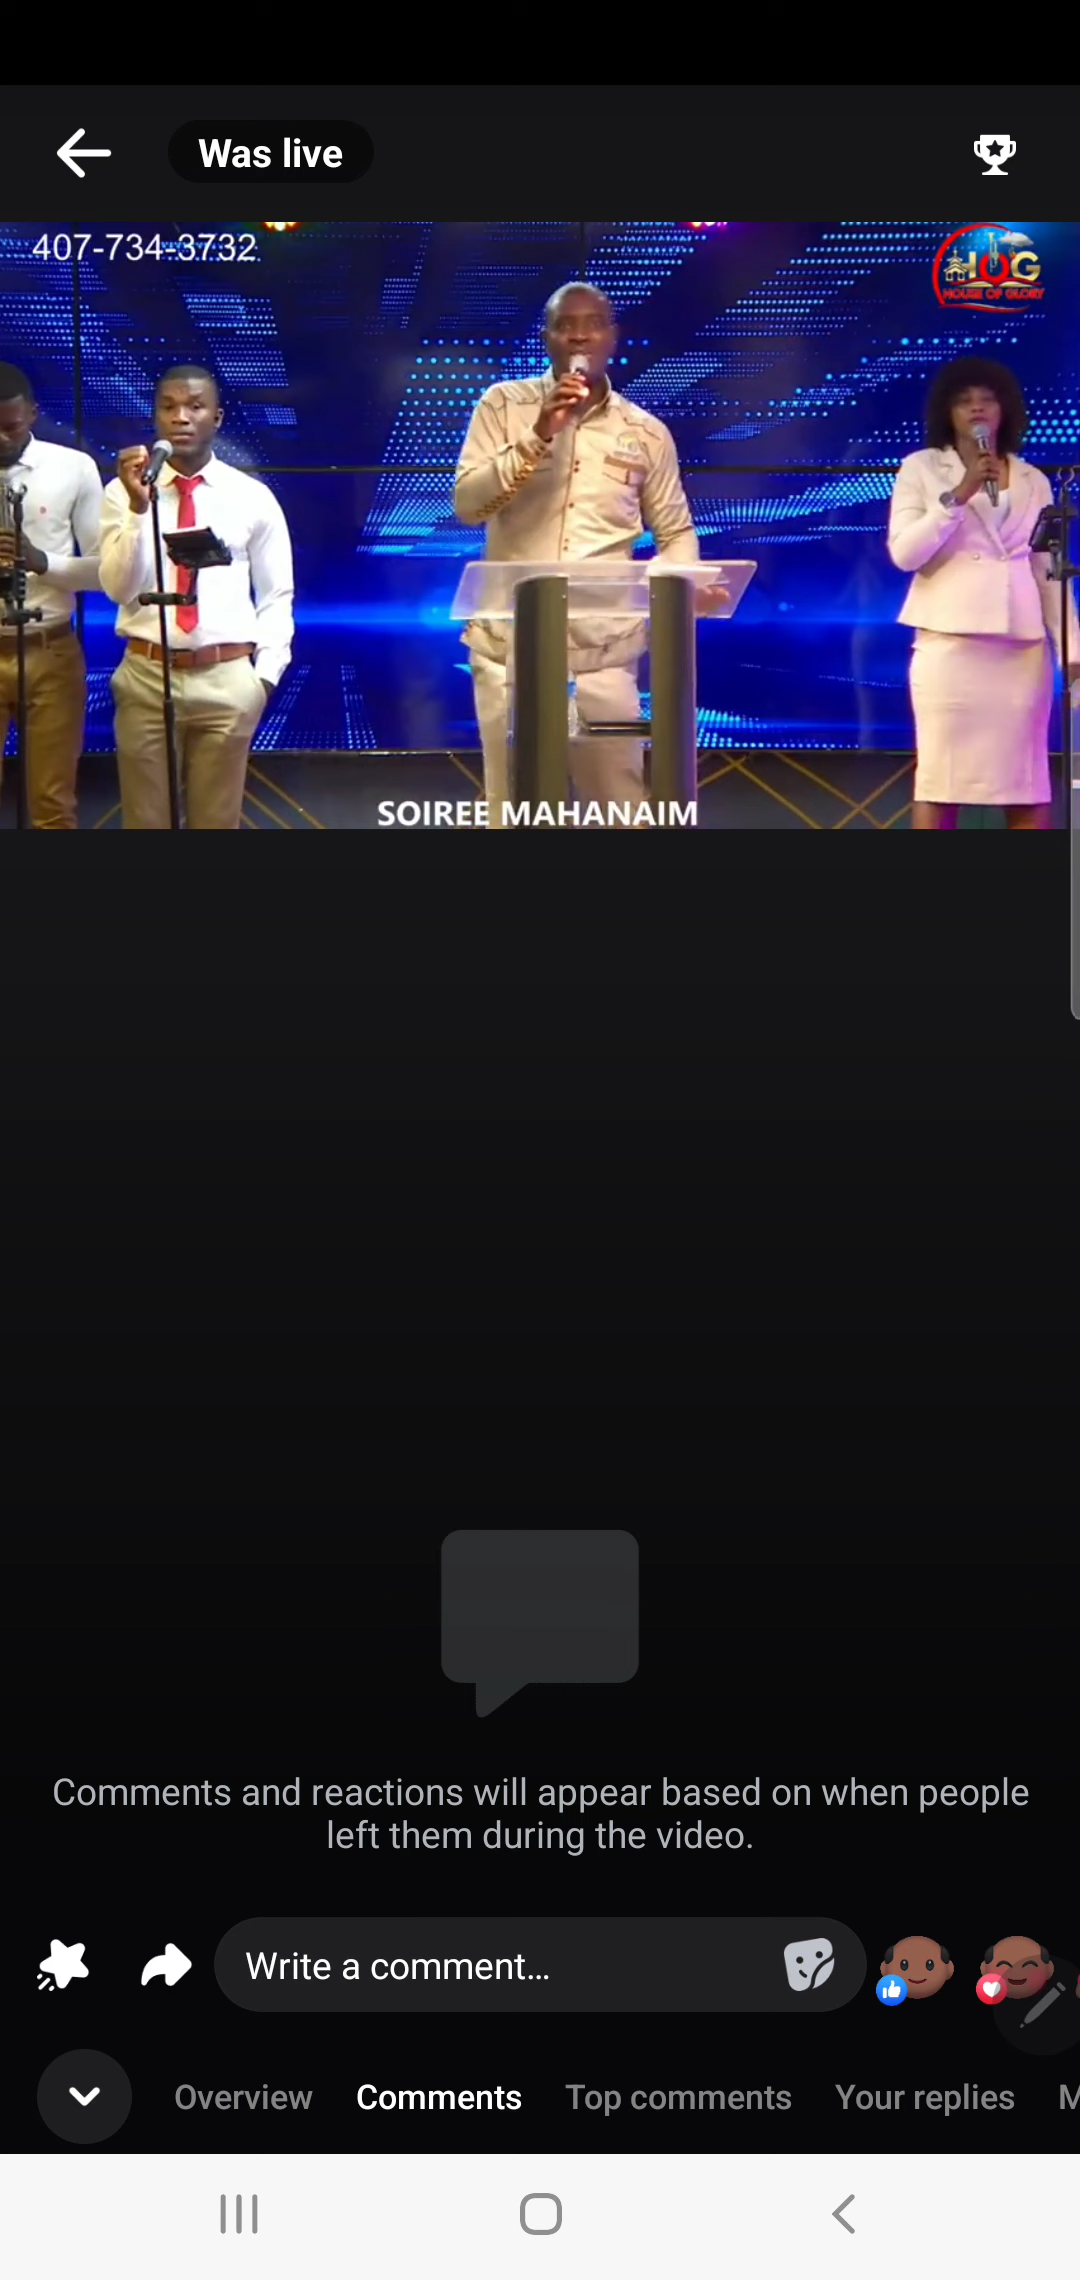 Was live
407-734-3732
HOG
HOUSE OF GLORY
SOIREE MAHANAIM
Comments and reactions will appear based on when people
left them during the video.
Write a comment...
Overview Comments Top comments Your replies M